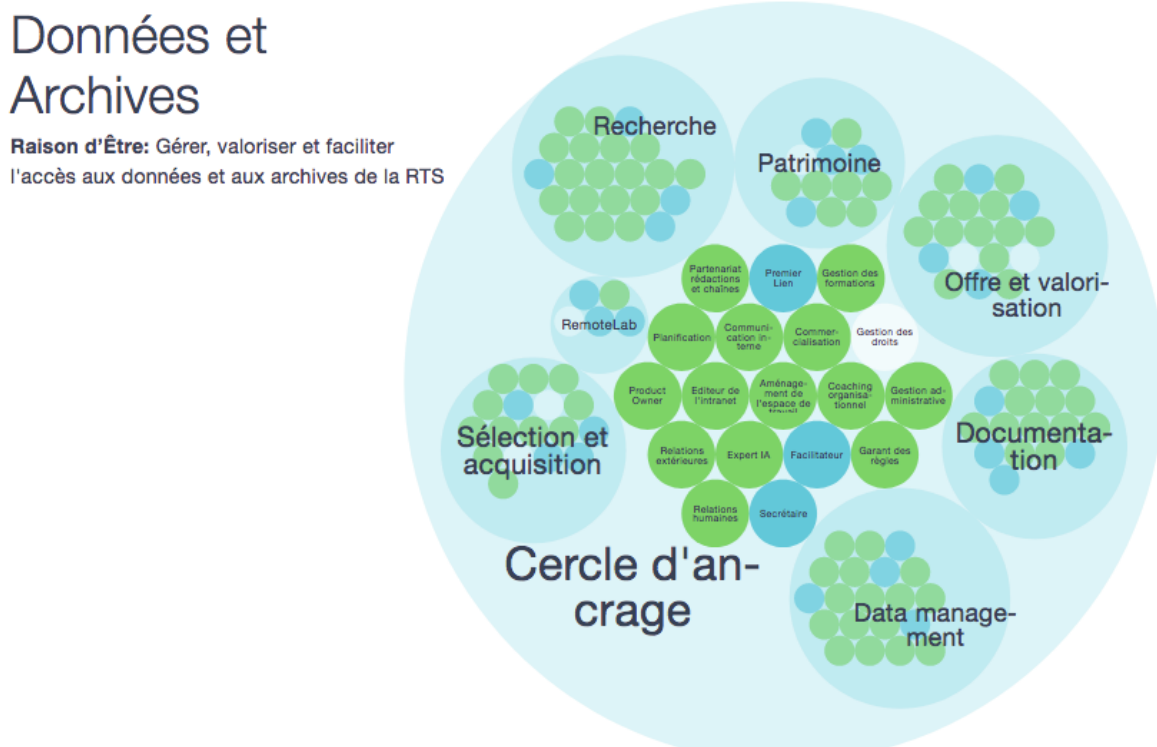 Données et
Archives
Raison d'Être: Gérer, valoriser et faciliter
l'accès aux données et aux archives de la RTS
Recherche
Patrimoine
Offre et valori-
sation
RemoteLab
Partenariat
rédactions
et chaînes
Premier
Lien
Gestion des
formations
Planification
Communi-
cation in-
terne
Commer-
cialisation
Gestion des
droits
Product
Owner
Editeur de
l'intranet
Aménage-
ment de
l'espace de
travail
Coaching
organisa-
tionnel
Gestion ad-
ministrative
Sélection et
acquisition
Relations
extérieures
Expert IA
Facilitateur
Garant des
règles
Documenta-
tion
Relations
humaines
Secrétaire
Cercle d'an-
crage
Data manage-
ment